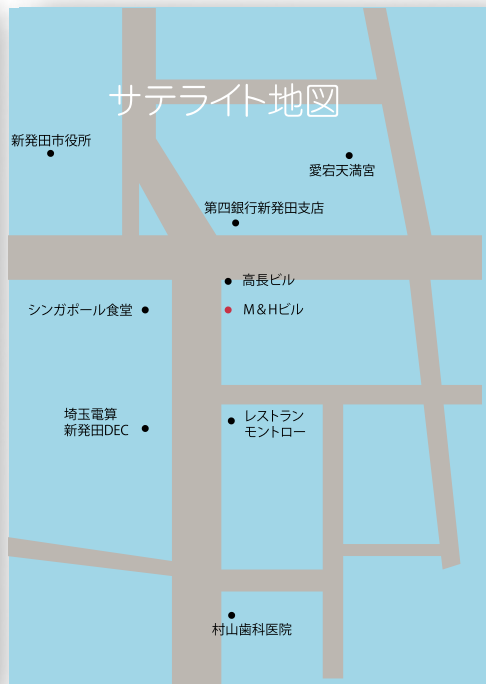 サテライト地図
新発田市役所
愛宕天満宮
第四銀行新発田支店
高長ビル
シンガポール食堂
M&Hビル
埼玉電算
新発田DEC
レストラン
モントロー
村山歯科医院